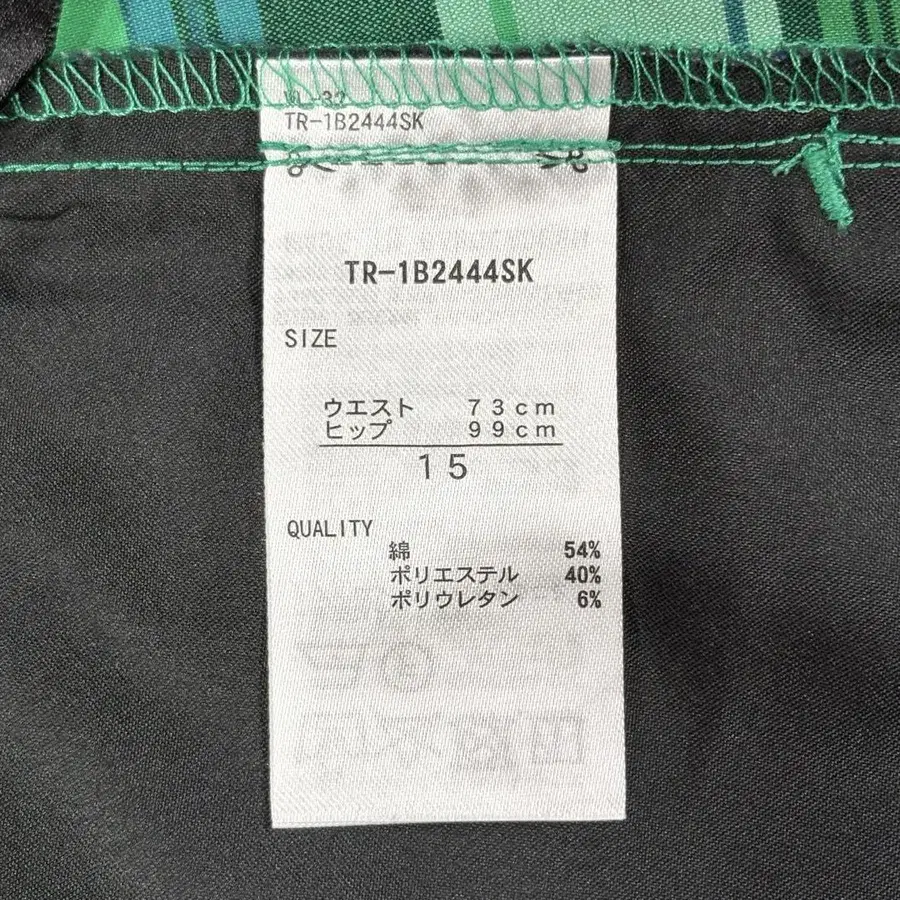 TR-1B2444SK
TR-1B2444SK
SIZE
ウエスト 73cm
ヒップ 99cm
15
QUALITY
綿 54%
ポリエステル 40%
ポリウレタン 6%